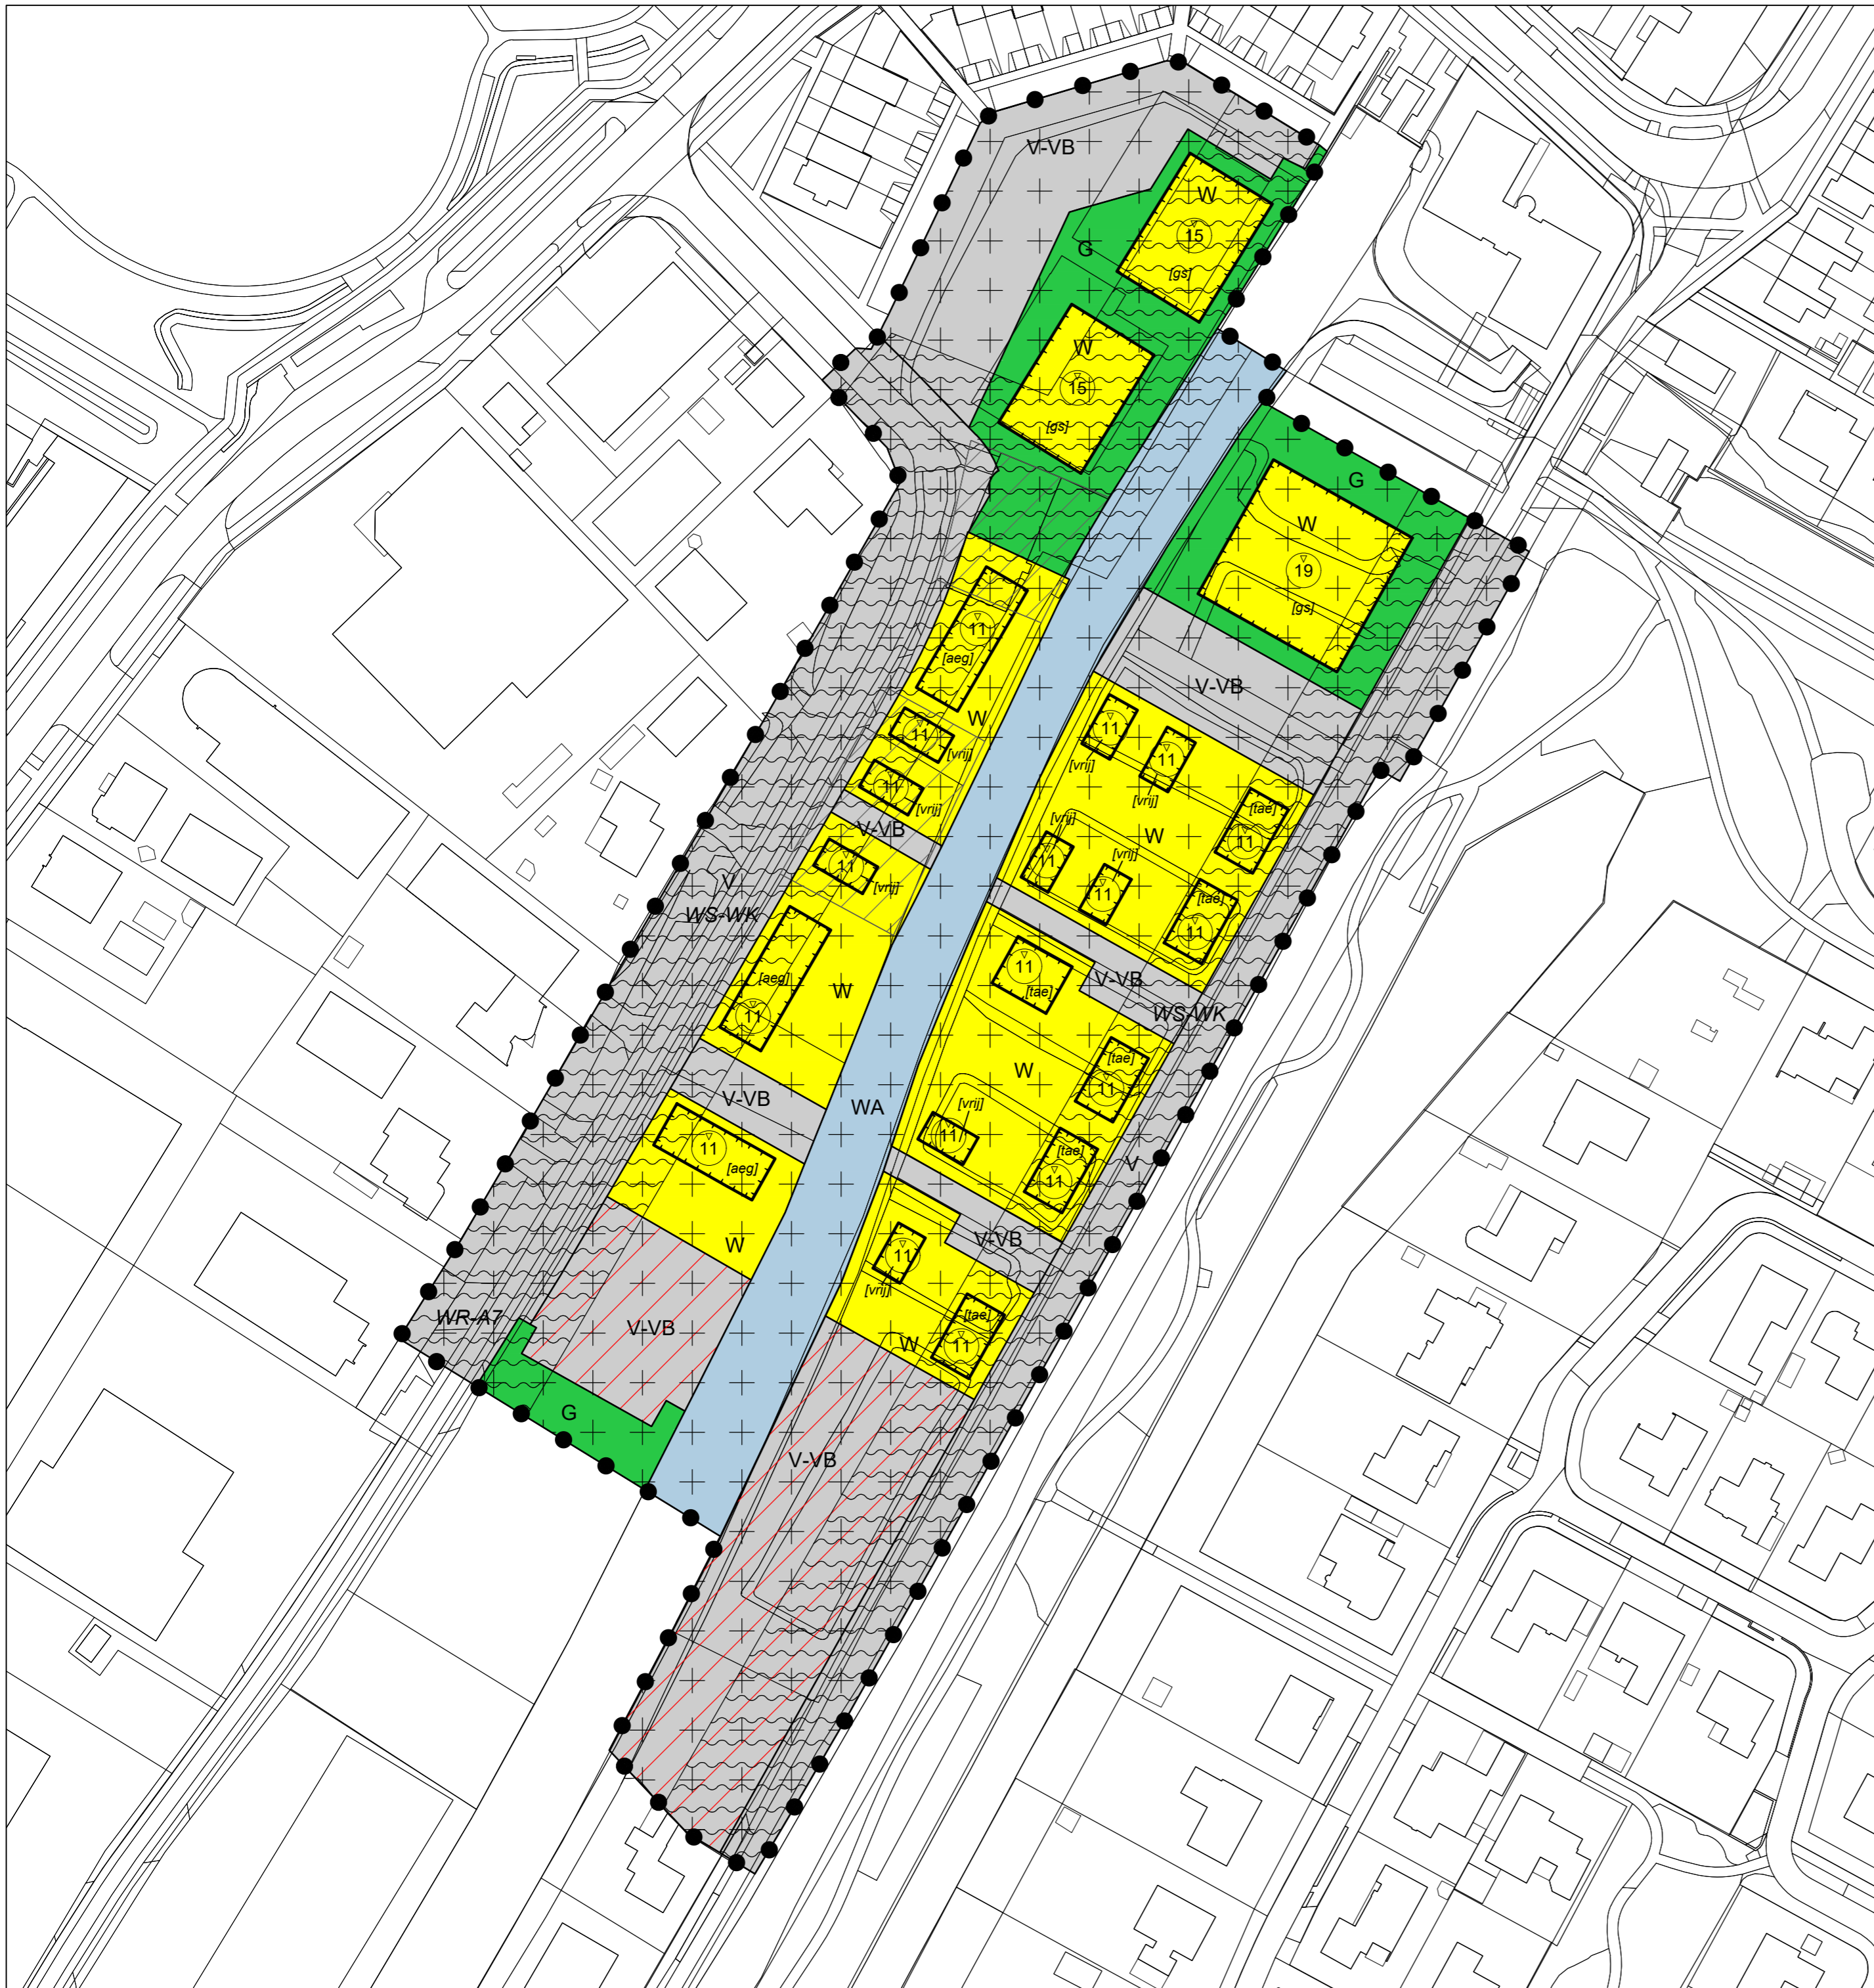 V-VB
W
15
[gs]
G
W
15
[gs]
G
W
19
[gs]
11
[aeg]
V-VB
W
11
[vrij]
11
[vrij]
11
[vrij]
11
[vrij]
V-VB
[tae]
11
W
[vrij]
11
[vrij]
11
11
[vrij]
[tae]
11
V
WS-WK
11
[tae]
V-VB
WS-WK
[aeg]
11
W
[tae]
11
W
V-VB
WA
[vrij]
11
11
[aeg]
[tae]
11
V
W
V-VB
11
[vrij]
WR-A7
V-VB
[tae]
11
W
G
V-VB